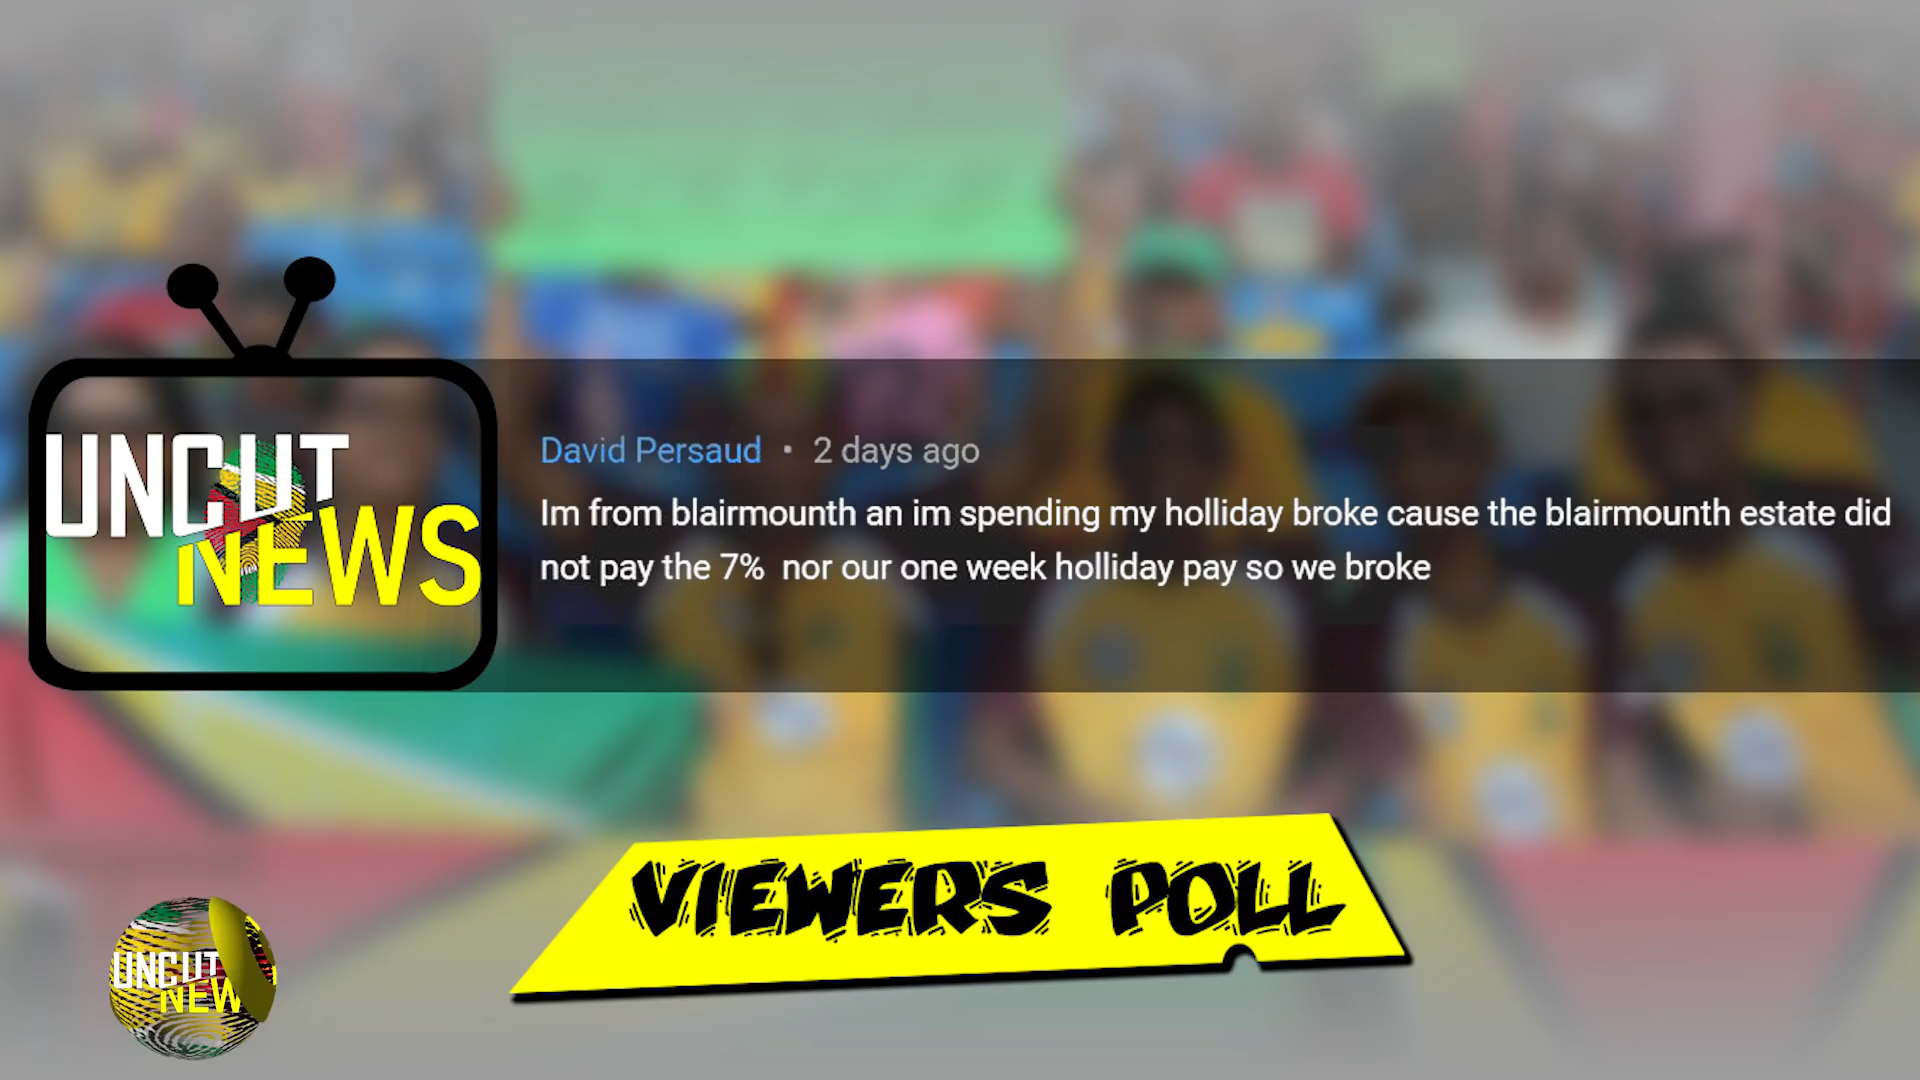 UNCUT
NEWS
David Persaud • 2 days ago
Im from blairmounth an im spending my holliday broke cause the blairmounth estate did
not pay the 7%  nor our one week holliday pay so we broke
VIEWERS POLL
UNCUT
NEW